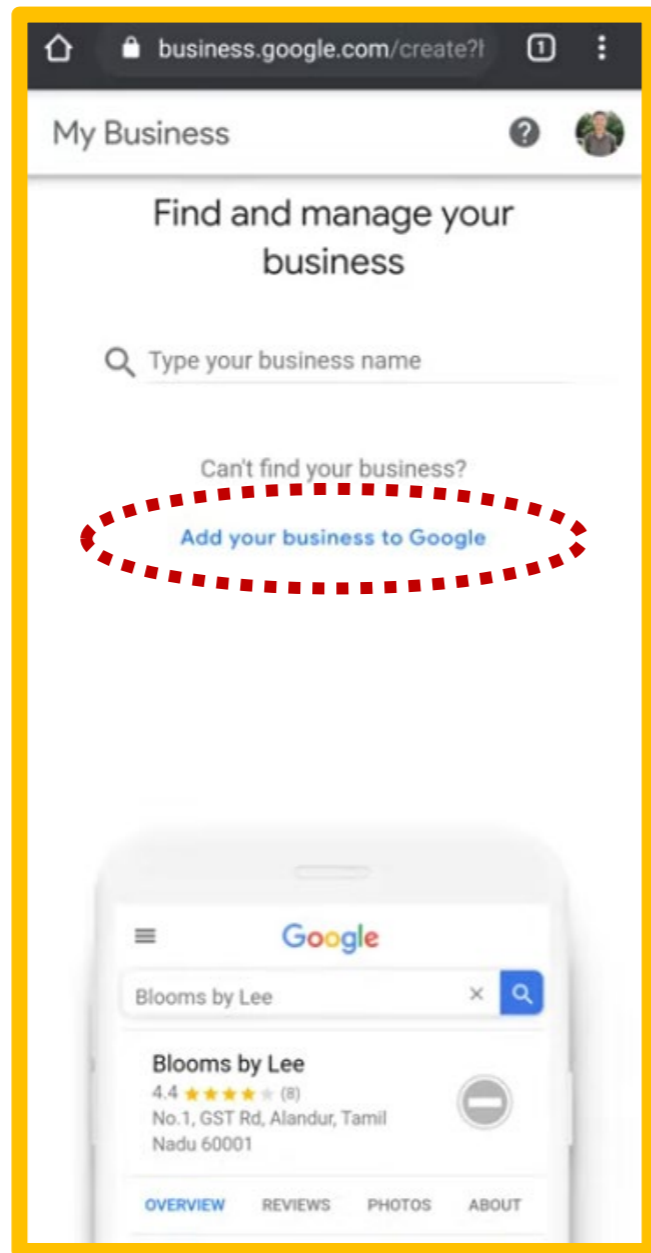 business.google.com/create?h
1
My Business
?
Find and manage your
business
Type your business name
Can't find your business?
Add your business to Google
Google
Blooms by Lee
Blooms by Lee
4.4 ★★★★★ (8)
No.1, GST Rd, Alandur, Tamil
Nadu 60001
OVERVIEW REVIEWS PHOTOS ABOUT